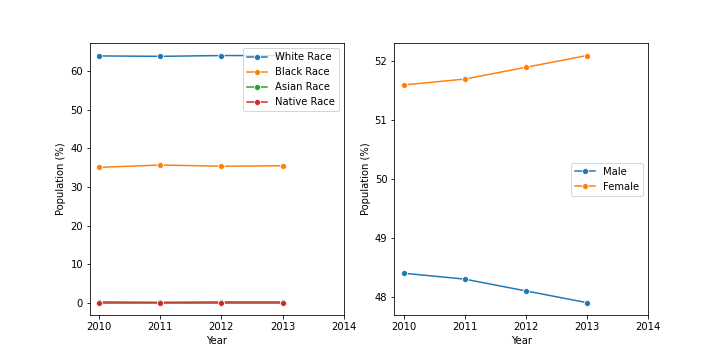 60
50
40
30
20
10
0
2010 2011 2012 2013 2014
Year
Population (%)
White Race
Black Race
Asian Race
Native Race
52
51
50
49
48
2010 2011 2012 2013 2014
Year
Population (%)
Male
Female